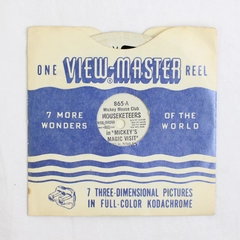 ONE VIEW-MASTER REEL
865-A
Mickey Mouse Club
MOUSEKETEERS
in "MICKEY'S
MAGIC VISIT"
7 MORE
WONDERS
OF THE
WORLD
7 THREE-DIMENSIONAL PICTURES
IN FULL-COLOR KODACHROME